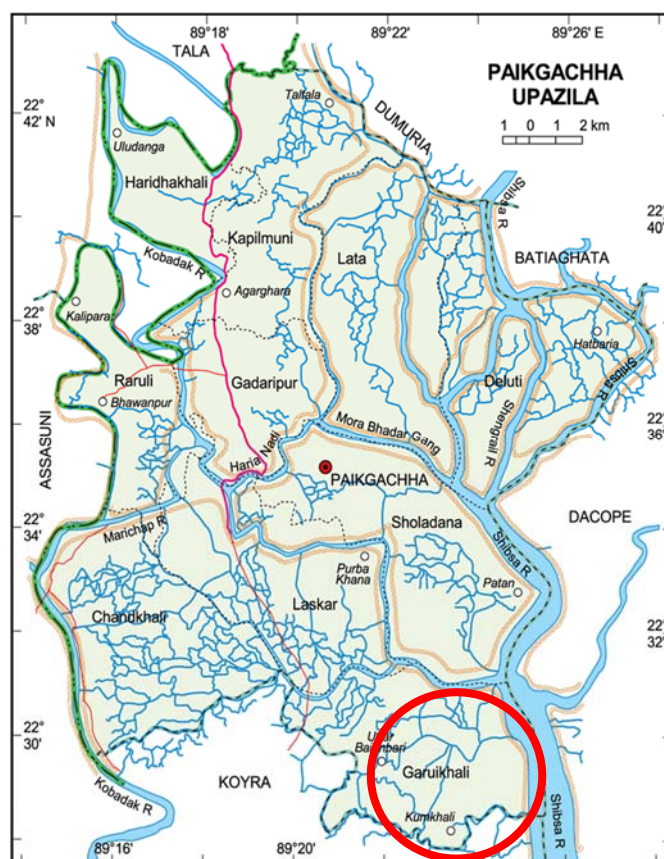 89°18'
89°22'
89°26' E
TALA
PAIKGACHHA
UPAZILA
1 0 1 2 km
22°
42' N
Taltala
DUMURIA
Uludanga
Haridhakhali
Shibsa R
22°
40'
Kapilmuni
Lata
Kobadak R
BATIAGHATA
Agarghara
Kalipara
22°
38'
Hatbaria
Raruli
Gadaripur
Deluti
Bhawanpur
Shibsa R
Shengrail R
22°
36'
Mora Bhadar Gang
Haria Nadi
ASSASUNI
PAIKGACHHA
DACOPE
22°
34'
Marichap R
Sholadana
Shibsa R
Purba
Khana
Patan
Chandkhali
Laskar
22°
32'
22°
30'
KOYRA
Garuikhali
Kobadak R
Kumkhali
Shibsa R
89°16'
89°20'